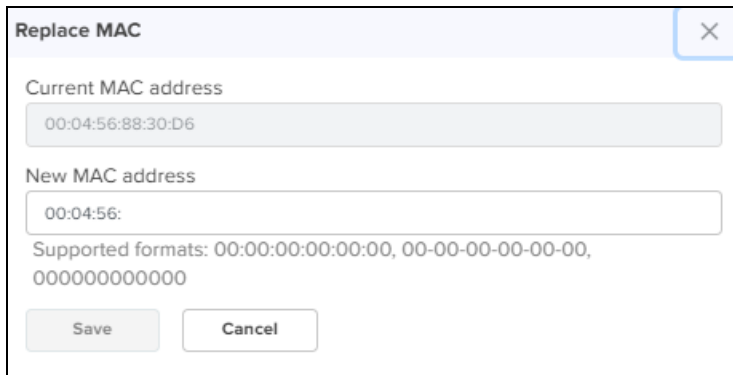 Replace MAC
Current MAC address
00:04:56:88:30:D6
New MAC address
00:04:56:
Supported formats: 00:00:00:00:00:00, 00-00-00-00-00-00,
000000000000
Save Cancel